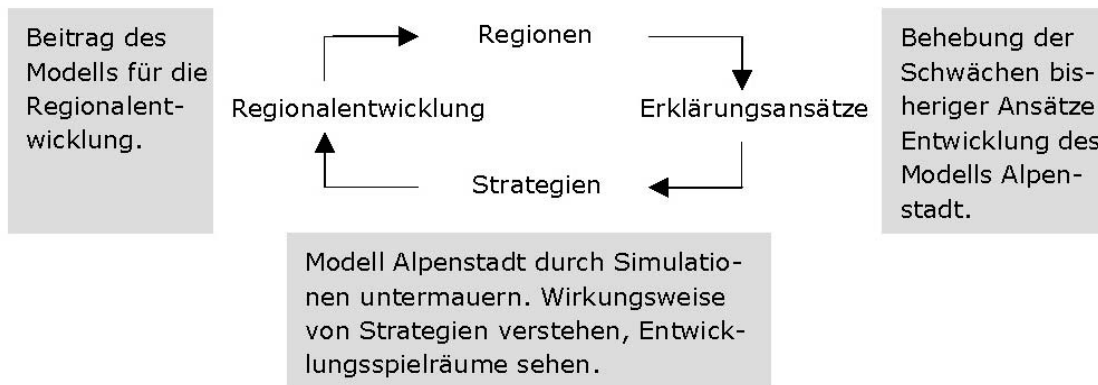 Beitrag des
Modells für die
Regionalent-
wicklung.
Regionen
Regionalentwicklung
Erklärungsansätze
Strategien
Behebung der
Schwächen bis-
heriger Ansätze
Entwicklung des
Modells Alpen-
stadt.
Modell Alpenstadt durch Simulatio-
nen untermauern. Wirkungsweise
von Strategien verstehen, Entwick-
lungsspielräume sehen.